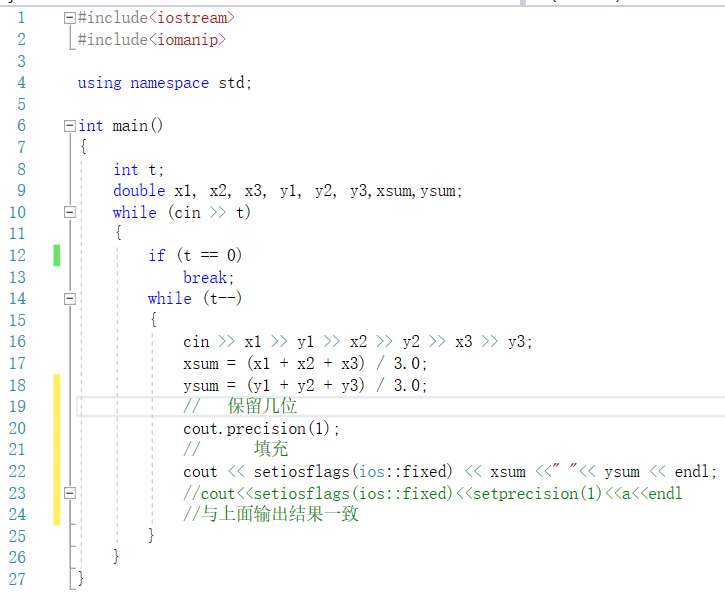 1 #include<iostream>
2 #include<iomanip>
3
4 using namespace std;
5
6 int main()
7 {
8 int t;
9 double x1, x2, x3, y1, y2, y3,xsum,ysum;
10 while (cin >> t)
11 {
12 if (t == 0)
13 break;
14 while (t--)
15 {
16 cin >> x1 >> y1 >> x2 >> y2 >> x3 >> y3;
17 xsum = (x1 + x2 + x3) / 3.0;
18 ysum = (y1 + y2 + y3) / 3.0;
19 // 保留几位
20 cout.precision(1);
21 // 填充
22 cout << setiosflags(ios::fixed) << xsum <<" "<< ysum << endl;
23 //cout<<setiosflags(ios::fixed)<<setprecision(1)<<a<<endl
24 //与上面输出结果一致
25 }
26 }
27 }